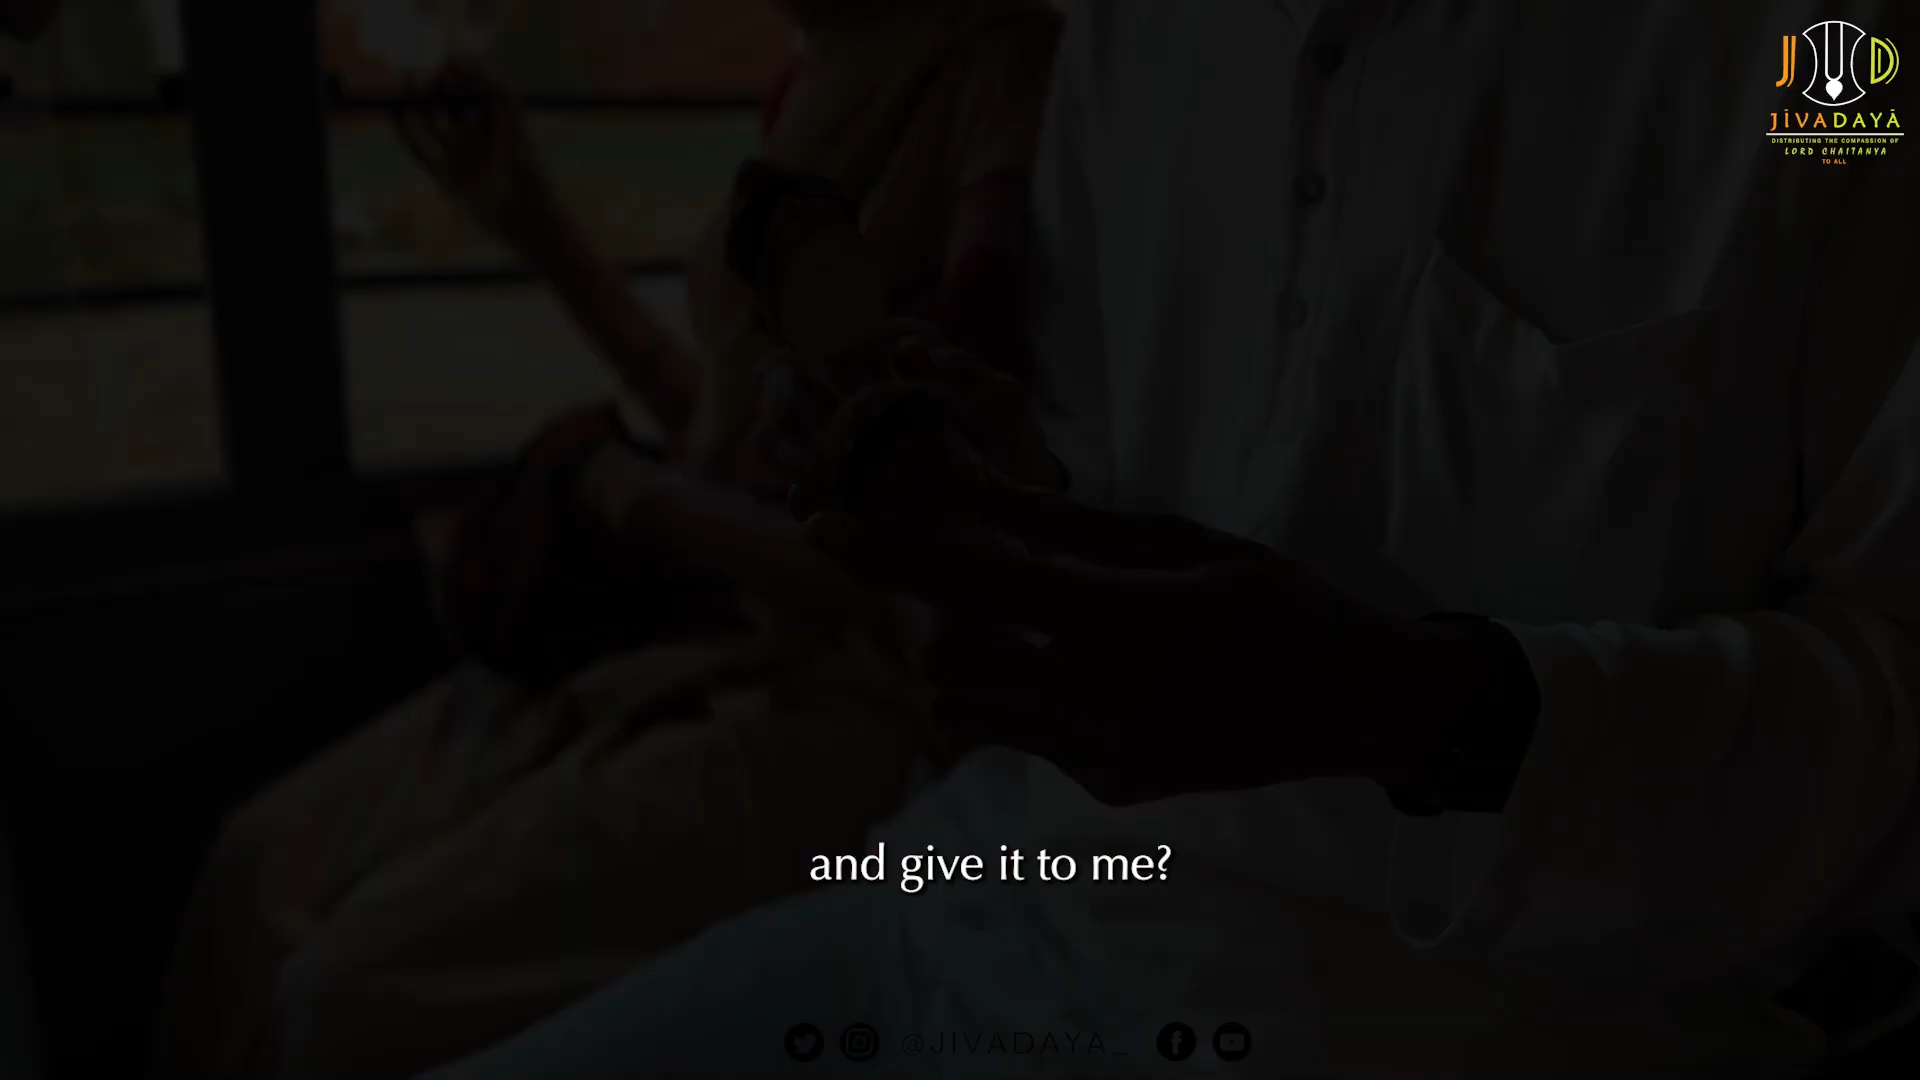 J D
JĪVADAYĀ
DISTRIBUTING THE COMPASSION OF
LORD CHAITANYA
TO ALL
and give it to me?
@JIVADAYA_